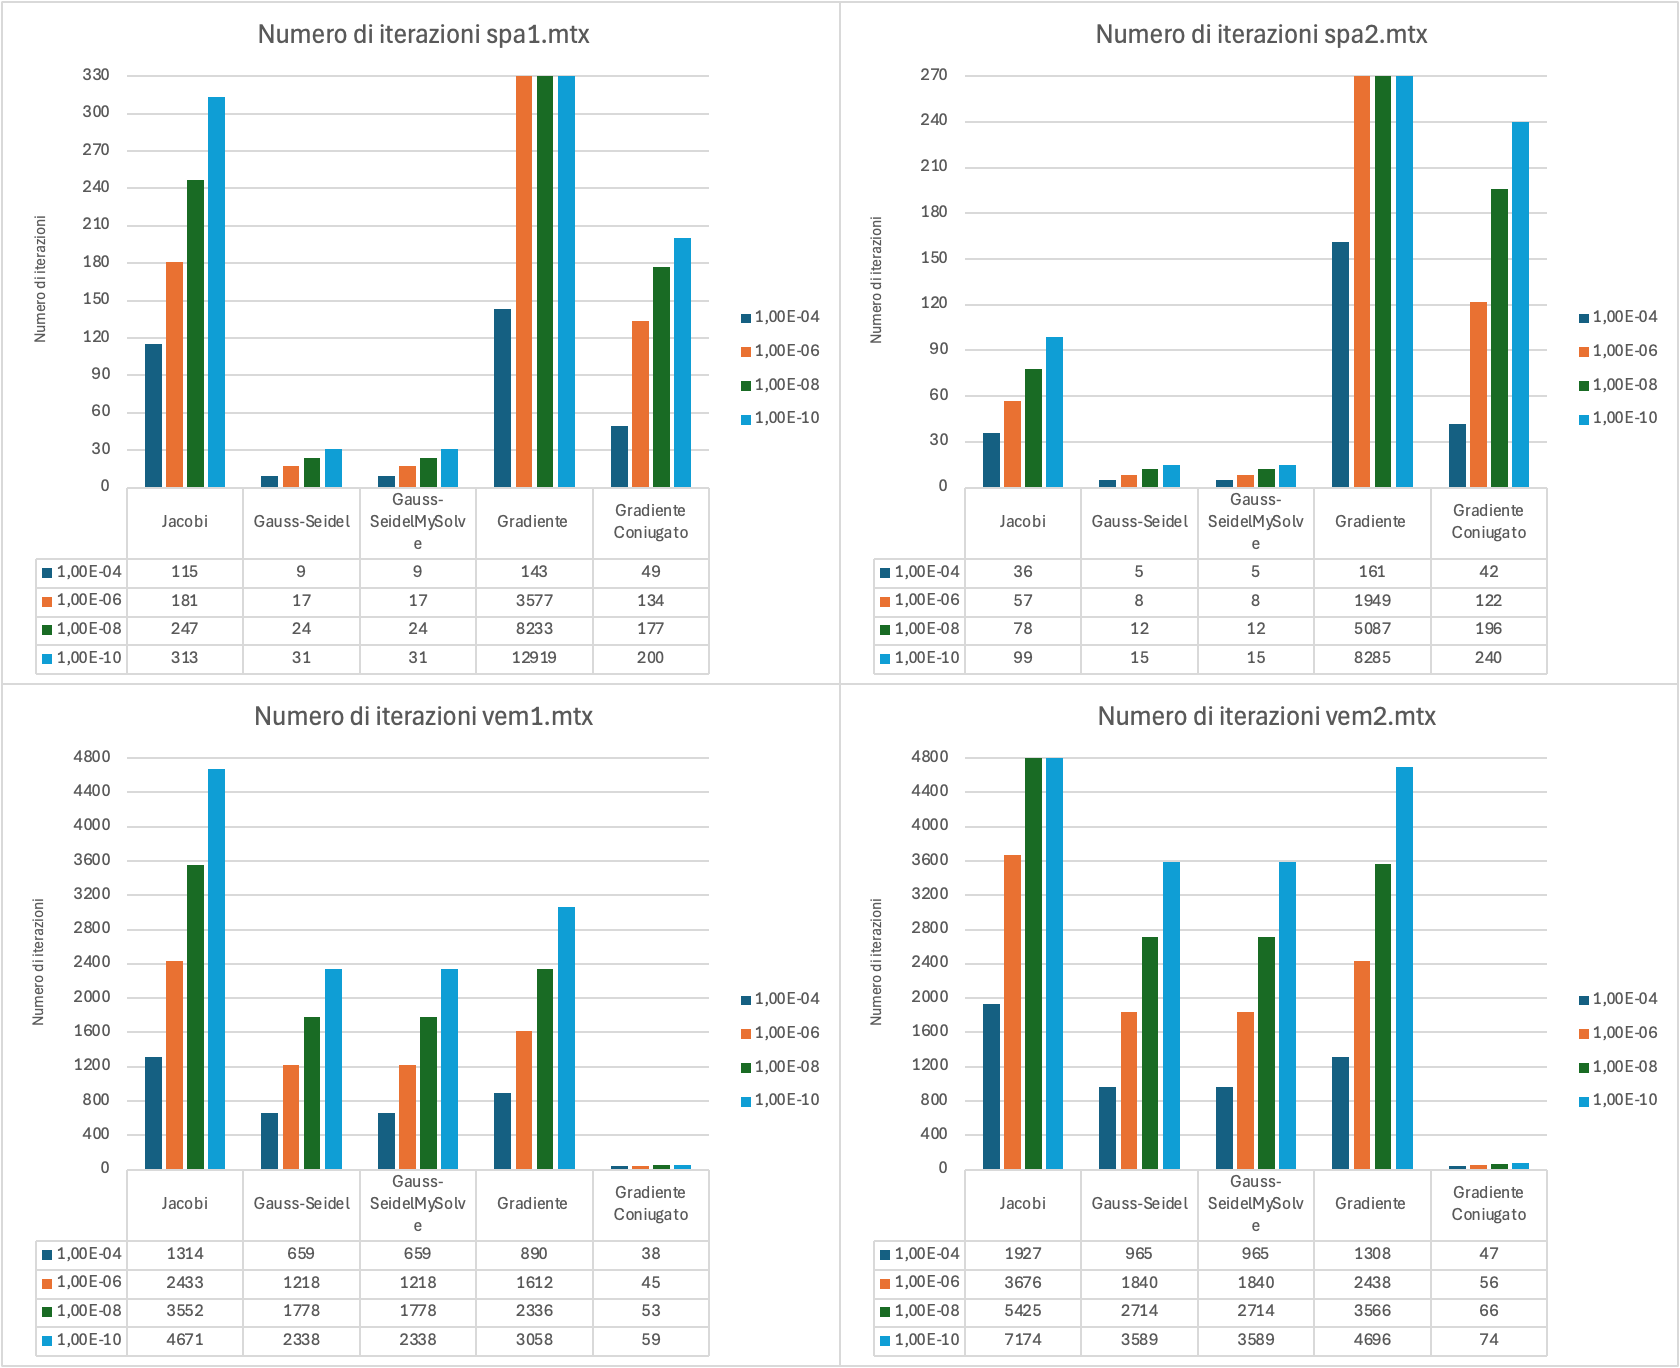 Numero di iterazioni spa1.mtx
Numero di iterazioni
330
300
270
240
210
180
150
120
90
60
30
0
1,00E-04
1,00E-06
1,00E-08
1,00E-10
Jacobi Gauss-Seidel Gauss- Gradiente Gradiente
SeidelMySolv Coniugato
e
1,00E-04 115 9 9 143 49
1,00E-06 181 17 17 3577 134
1,00E-08 247 24 24 8233 177
1,00E-10 313 31 31 12919 200
Numero di iterazioni spa2.mtx
Numero di iterazioni
270
240
210
180
150
120
90
60
30
0
1,00E-04
1,00E-06
1,00E-08
1,00E-10
Jacobi Gauss-Seidel Gauss- Gradiente Gradiente
SeidelMySolv Coniugato
e
1,00E-04 36 5 5 161 42
1,00E-06 57 8 8 1949 122
1,00E-08 78 12 12 5087 196
1,00E-10 99 15 15 8285 240
Numero di iterazioni vem1.mtx
Numero di iterazioni
4800
4400
4000
3600
3200
2800
2400
2000
1600
1200
800
400
0
1,00E-04
1,00E-06
1,00E-08
1,00E-10
Jacobi Gauss-Seidel Gauss- Gradiente Gradiente
SeidelMySolv Coniugato
e
1,00E-04 1314 659 659 890 38
1,00E-06 2433 1218 1218 1612 45
1,00E-08 3552 1778 1778 2336 53
1,00E-10 4671 2338 2338 3058 59
Numero di iterazioni vem2.mtx
Numero di iterazioni
4800
4400
4000
3600
3200
2800
2400
2000
1600
1200
800
400
0
1,00E-04
1,00E-06
1,00E-08
1,00E-10
Jacobi Gauss-Seidel Gauss- Gradiente Gradiente
SeidelMySolv Coniugato
e
1,00E-04 1927 965 965 1308 47
1,00E-06 3676 1840 1840 2438 56
1,00E-08 5425 2714 2714 3566 66
1,00E-10 7174 3589 3589 4696 74